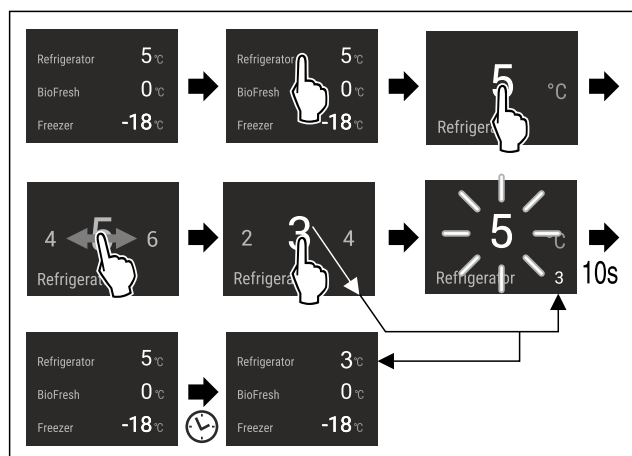 Refrigerator 5 °C
BioFresh 0 °C
Freezer -18 °C
Refrigerator 5 °C
BioFresh 0 °C
Freezer -18 °C
5 °C
Refrigerator
4 5 6
Refrigerator
2 3 4
Refrigerator
5 °C
Refrigerator 3
10s
Refrigerator 5 °C
BioFresh 0 °C
Freezer -18 °C
Refrigerator 3 °C
BioFresh 0 °C
Freezer -18 °C